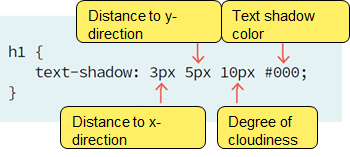 Distance to y-
direction
Text shadow
color
h1 {
text-shadow: 3px 5px 10px #000;
}
Distance to x-
direction
Degree of
cloudiness